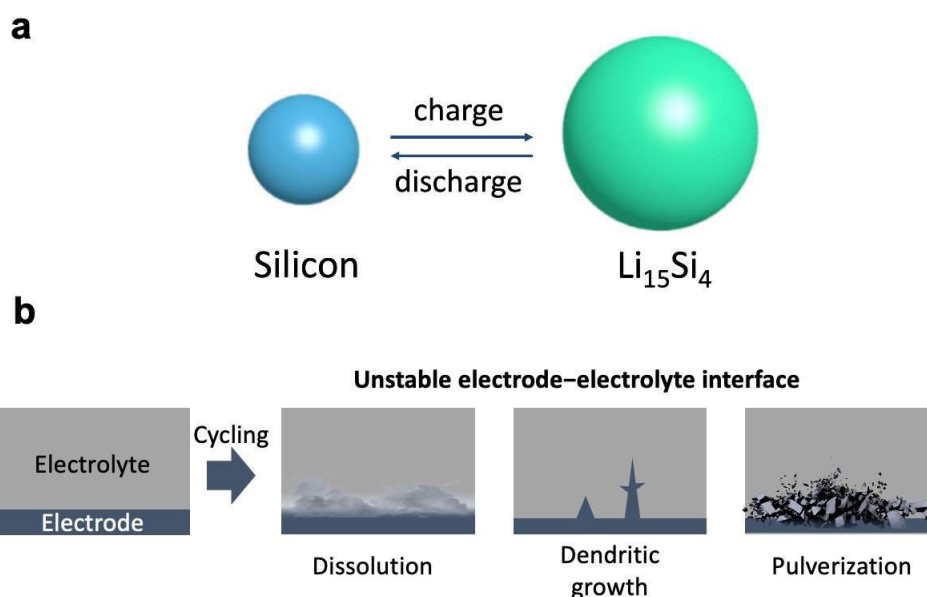 a
charge
discharge
Silicon
Li₁₅Si₄
b
Unstable electrode–electrolyte interface
Electrolyte
Electrode
Cycling
Dissolution
Dendritic
growth
Pulverization